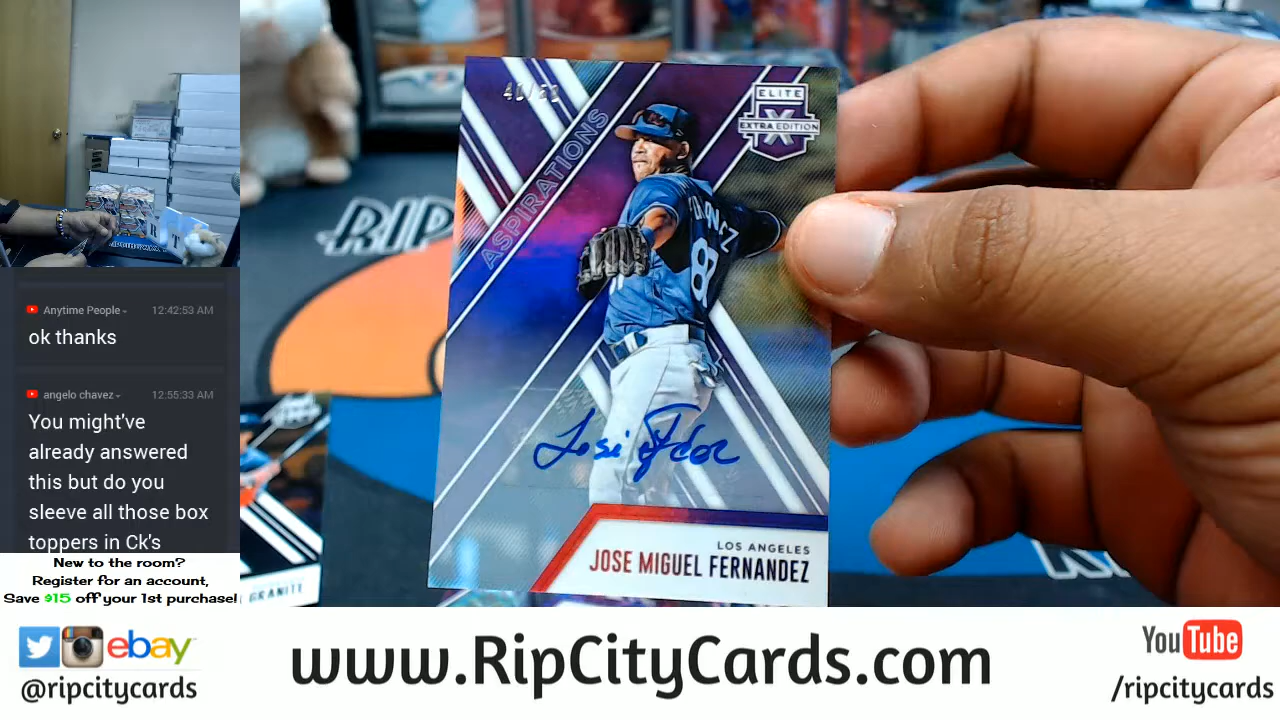 Anytime People
12:42:53 AM
ok thanks
angelo chavez
12:55:33 AM
You might've
already answered
this but do you
sleeve all those box
toppers in Ck's
New to the room?
Register for an account,
Save $15 off your 1st purchase!
ELITE
X
EXTRA EDITION
ASPIRATIONS
RIP
LOS ANGELES
JOSE MIGUEL FERNANDEZ
GRANITE
ebay
@ripcitycards
www.RipCityCards.com
YouTube
/ripcitycards